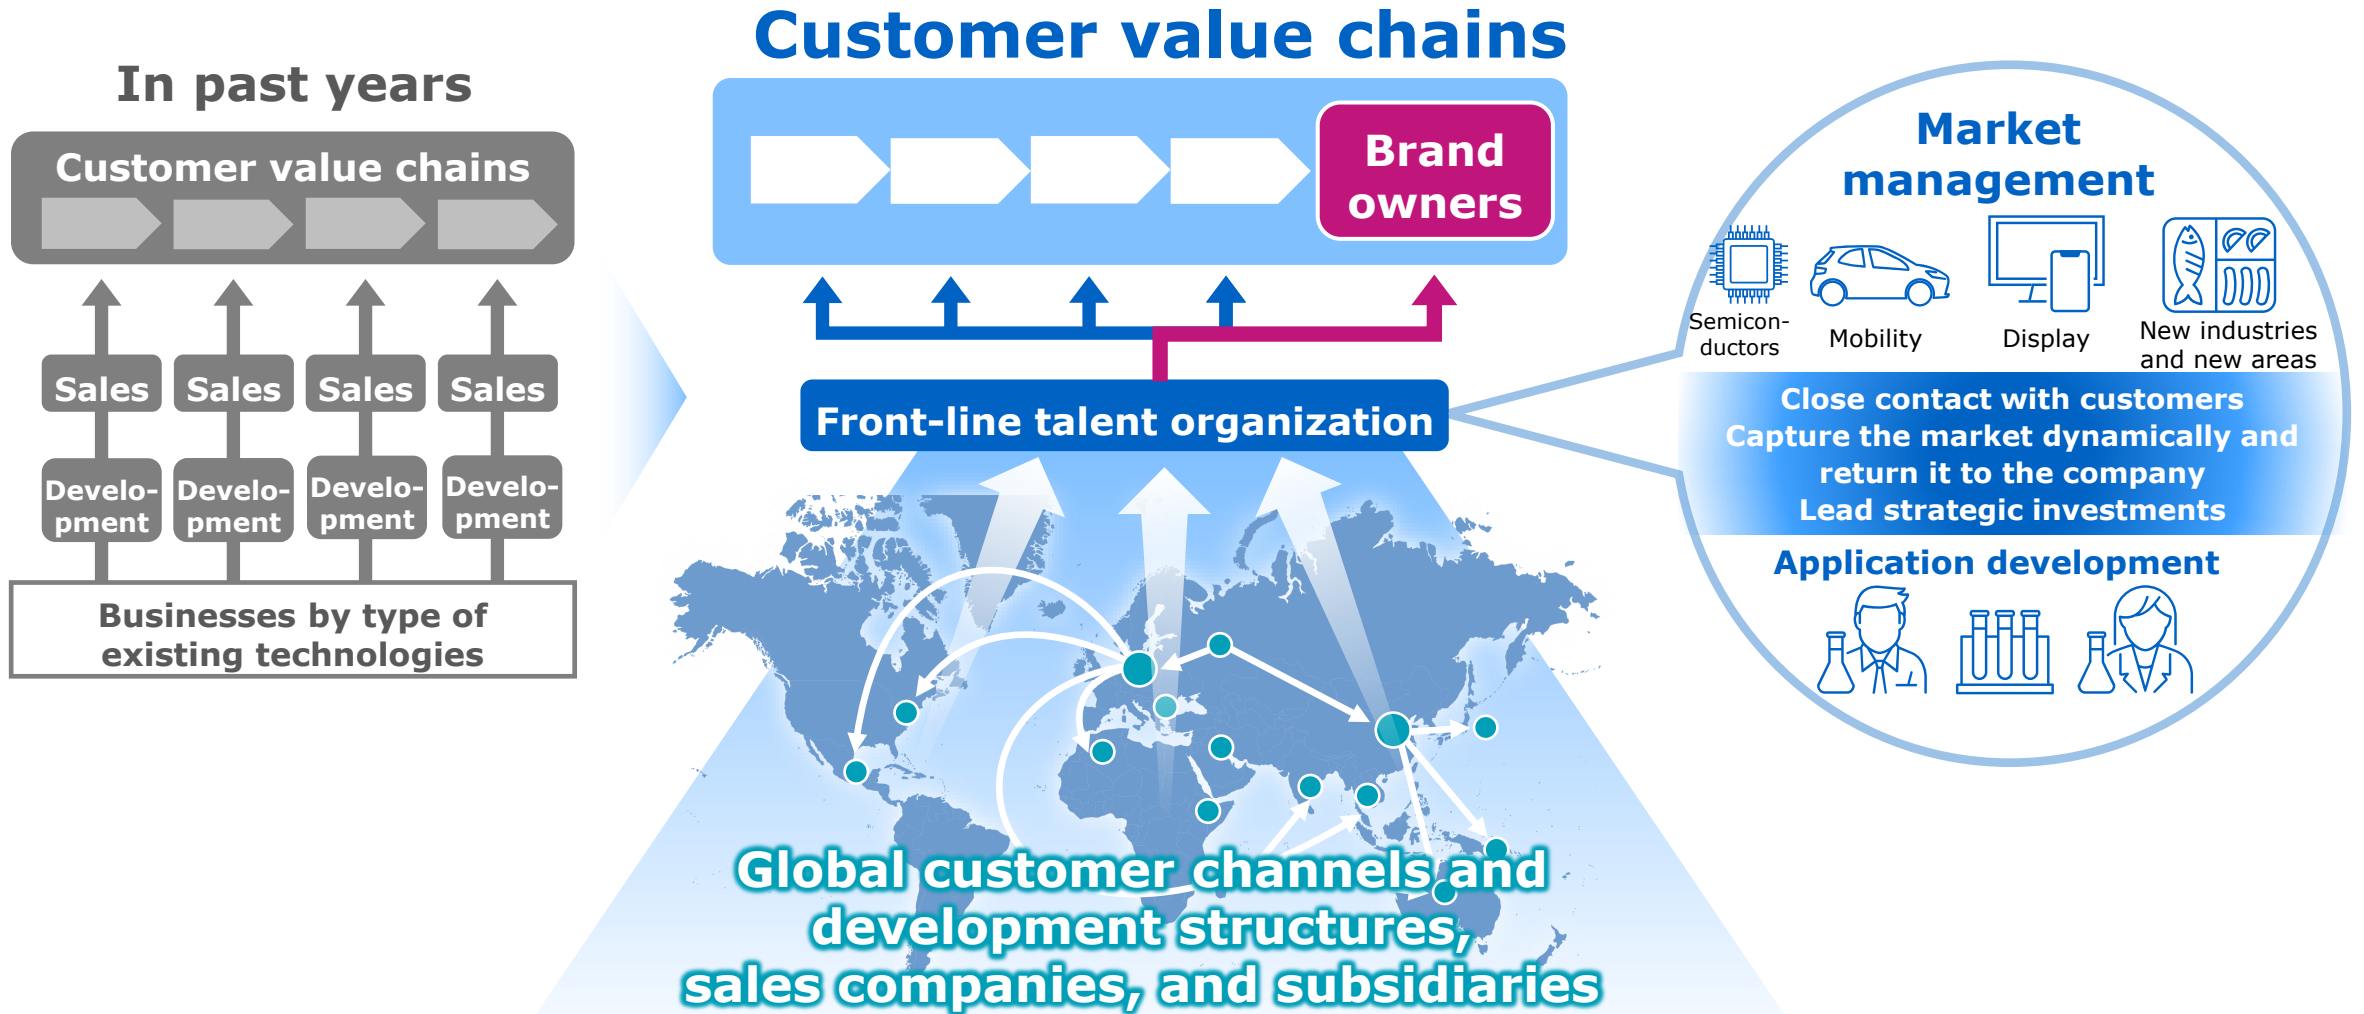 In past years
Customer value chains
Sales
Sales
Sales
Sales
Develo-
pment
Develo-
pment
Develo-
pment
Develo-
pment
Businesses by type of
existing technologies
Customer value chains
Brand
owners
Front-line talent organization
Global customer channels and
development structures,
sales companies, and subsidiaries
Market
management
Semicon-
ductors
Mobility
Display
New industries
and new areas
Close contact with customers
Capture the market dynamically and
return it to the company
Lead strategic investments
Application development